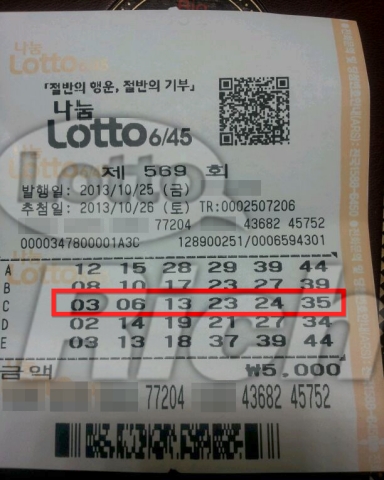 나눔
Lotto 6/45
「절반의 행운, 절반의 기부」
나눔
Lotto 6/45
제 569 회
발행일: 2013/10/25 (금)
추첨일: 2013/10/26 (토) TR:0002507206
77204 43682 45752
0000347800001A3C 128900251/0006594301
A 12 15 28 29 39 44
B 08 10 17 23 27 39
C 03 06 13 23 24 35
D 02 14 19 21 27 34
E 03 13 18 37 39 44
금액 ₩5,000
77204 43682 45752
Lotto
Rich